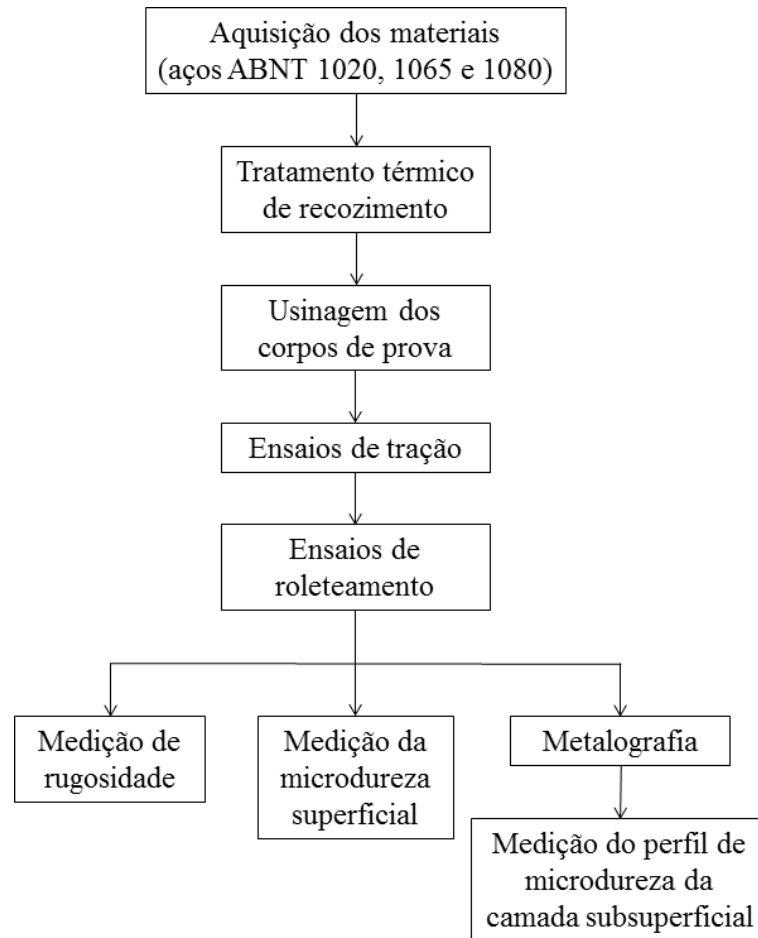 Aquisição dos materiais
(aços ABNT 1020, 1065 e 1080)
Tratamento térmico
de recozimento
Usinagem dos
corpos de prova
Ensaios de tração
Ensaios de
roleteamento
Medição de
rugosidade
Medição da
microdureza
superficial
Metalografia
Medição do perfil de
microdureza da
camada subsuperficial